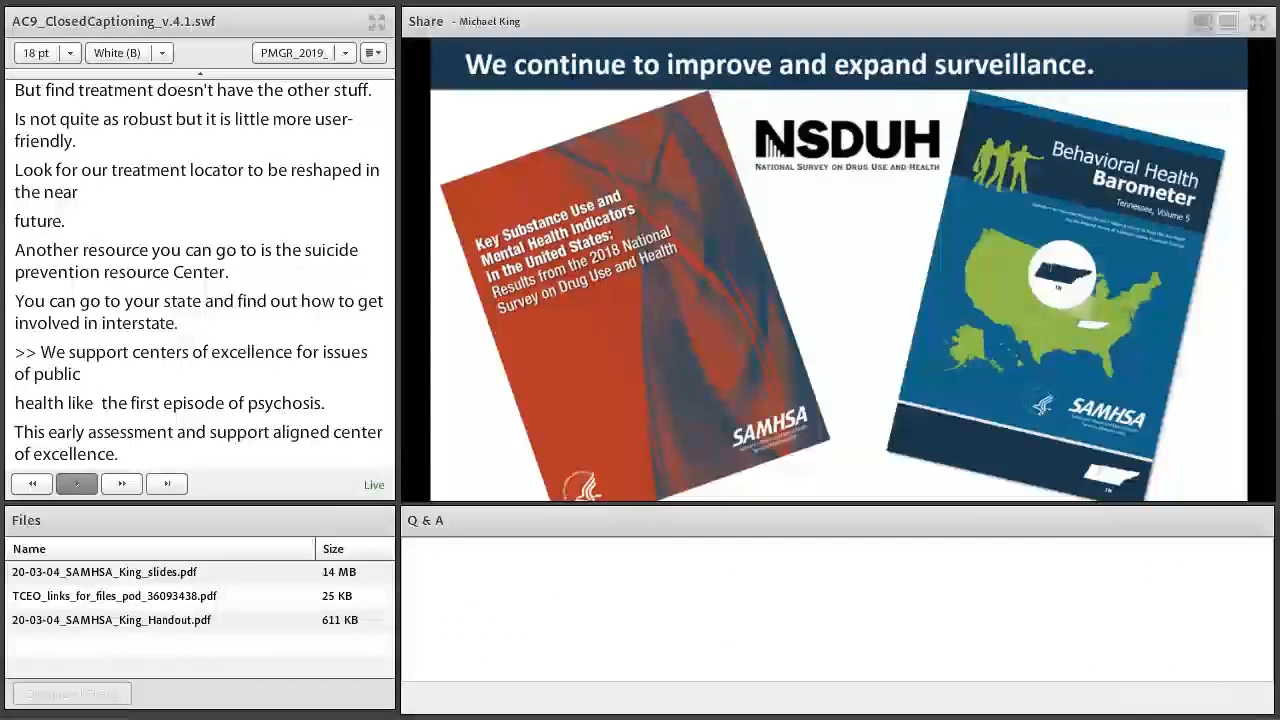 AC9_ClosedCaptioning_v.4.1.swf
18 pt
White (B)
PMGR_2019_
But find treatment doesn't have the other stuff.
Is not quite as robust but it is little more user-
friendly.
Look for our treatment locator to be reshaped in
the near
future.
Another resource you can go to is the suicide
prevention resource Center.
You can go to your state and find out how to get
involved in interstate.
>> We support centers of excellence for issues
of public
health like the first episode of psychosis.
This early assessment and support aligned center
of excellence.
Live
Share - Michael King
We continue to improve and expand surveillance.
Key Substance Use and
Mental Health Indicators
in the United States:
Results from the 2018 National
Survey on Drug Use and Health
SAMHSA
NSDUH
National Survey on Drug Use and Health
Behavioral Health
Barometer
Tennessee, Volume 5
TN
SAMHSA
TN
Files
Name Size
20-03-04_SAMHSA_King_slides.pdf 14 MB
TCEO_links_for_files_pod_36093438.pdf 25 KB
20-03-04_SAMHSA_King_Handout.pdf 611 KB
Q & A